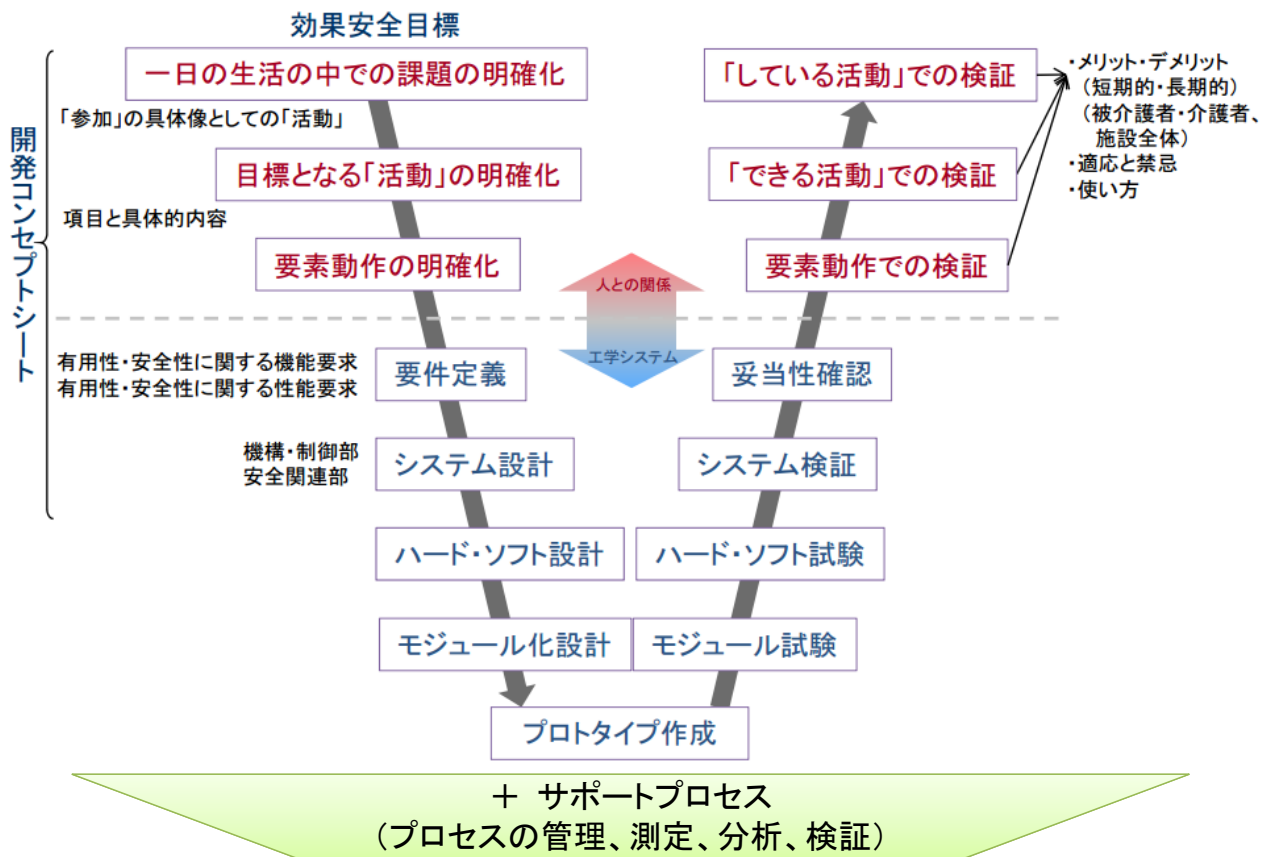 効果安全目標
開発コンセプトシート
一日の生活の中での課題の明確化
「参加」の具体像としての「活動」
目標となる「活動」の明確化
項目と具体的内容
要素動作の明確化
有用性・安全性に関する機能要求
有用性・安全性に関する性能要求
要件定義
機構・制御部
安全関連部
システム設計
ハード・ソフト設計
モジュール化設計
プロトタイプ作成
人との関係
工学システム
「している活動」での検証
「できる活動」での検証
要素動作での検証
妥当性確認
システム検証
ハード・ソフト試験
モジュール試験
・メリット・デメリット
（短期的・長期的）
（被介護者・介護者、
施設全体）
・適応と禁忌
・使い方
＋ サポートプロセス
（プロセスの管理、測定、分析、検証）